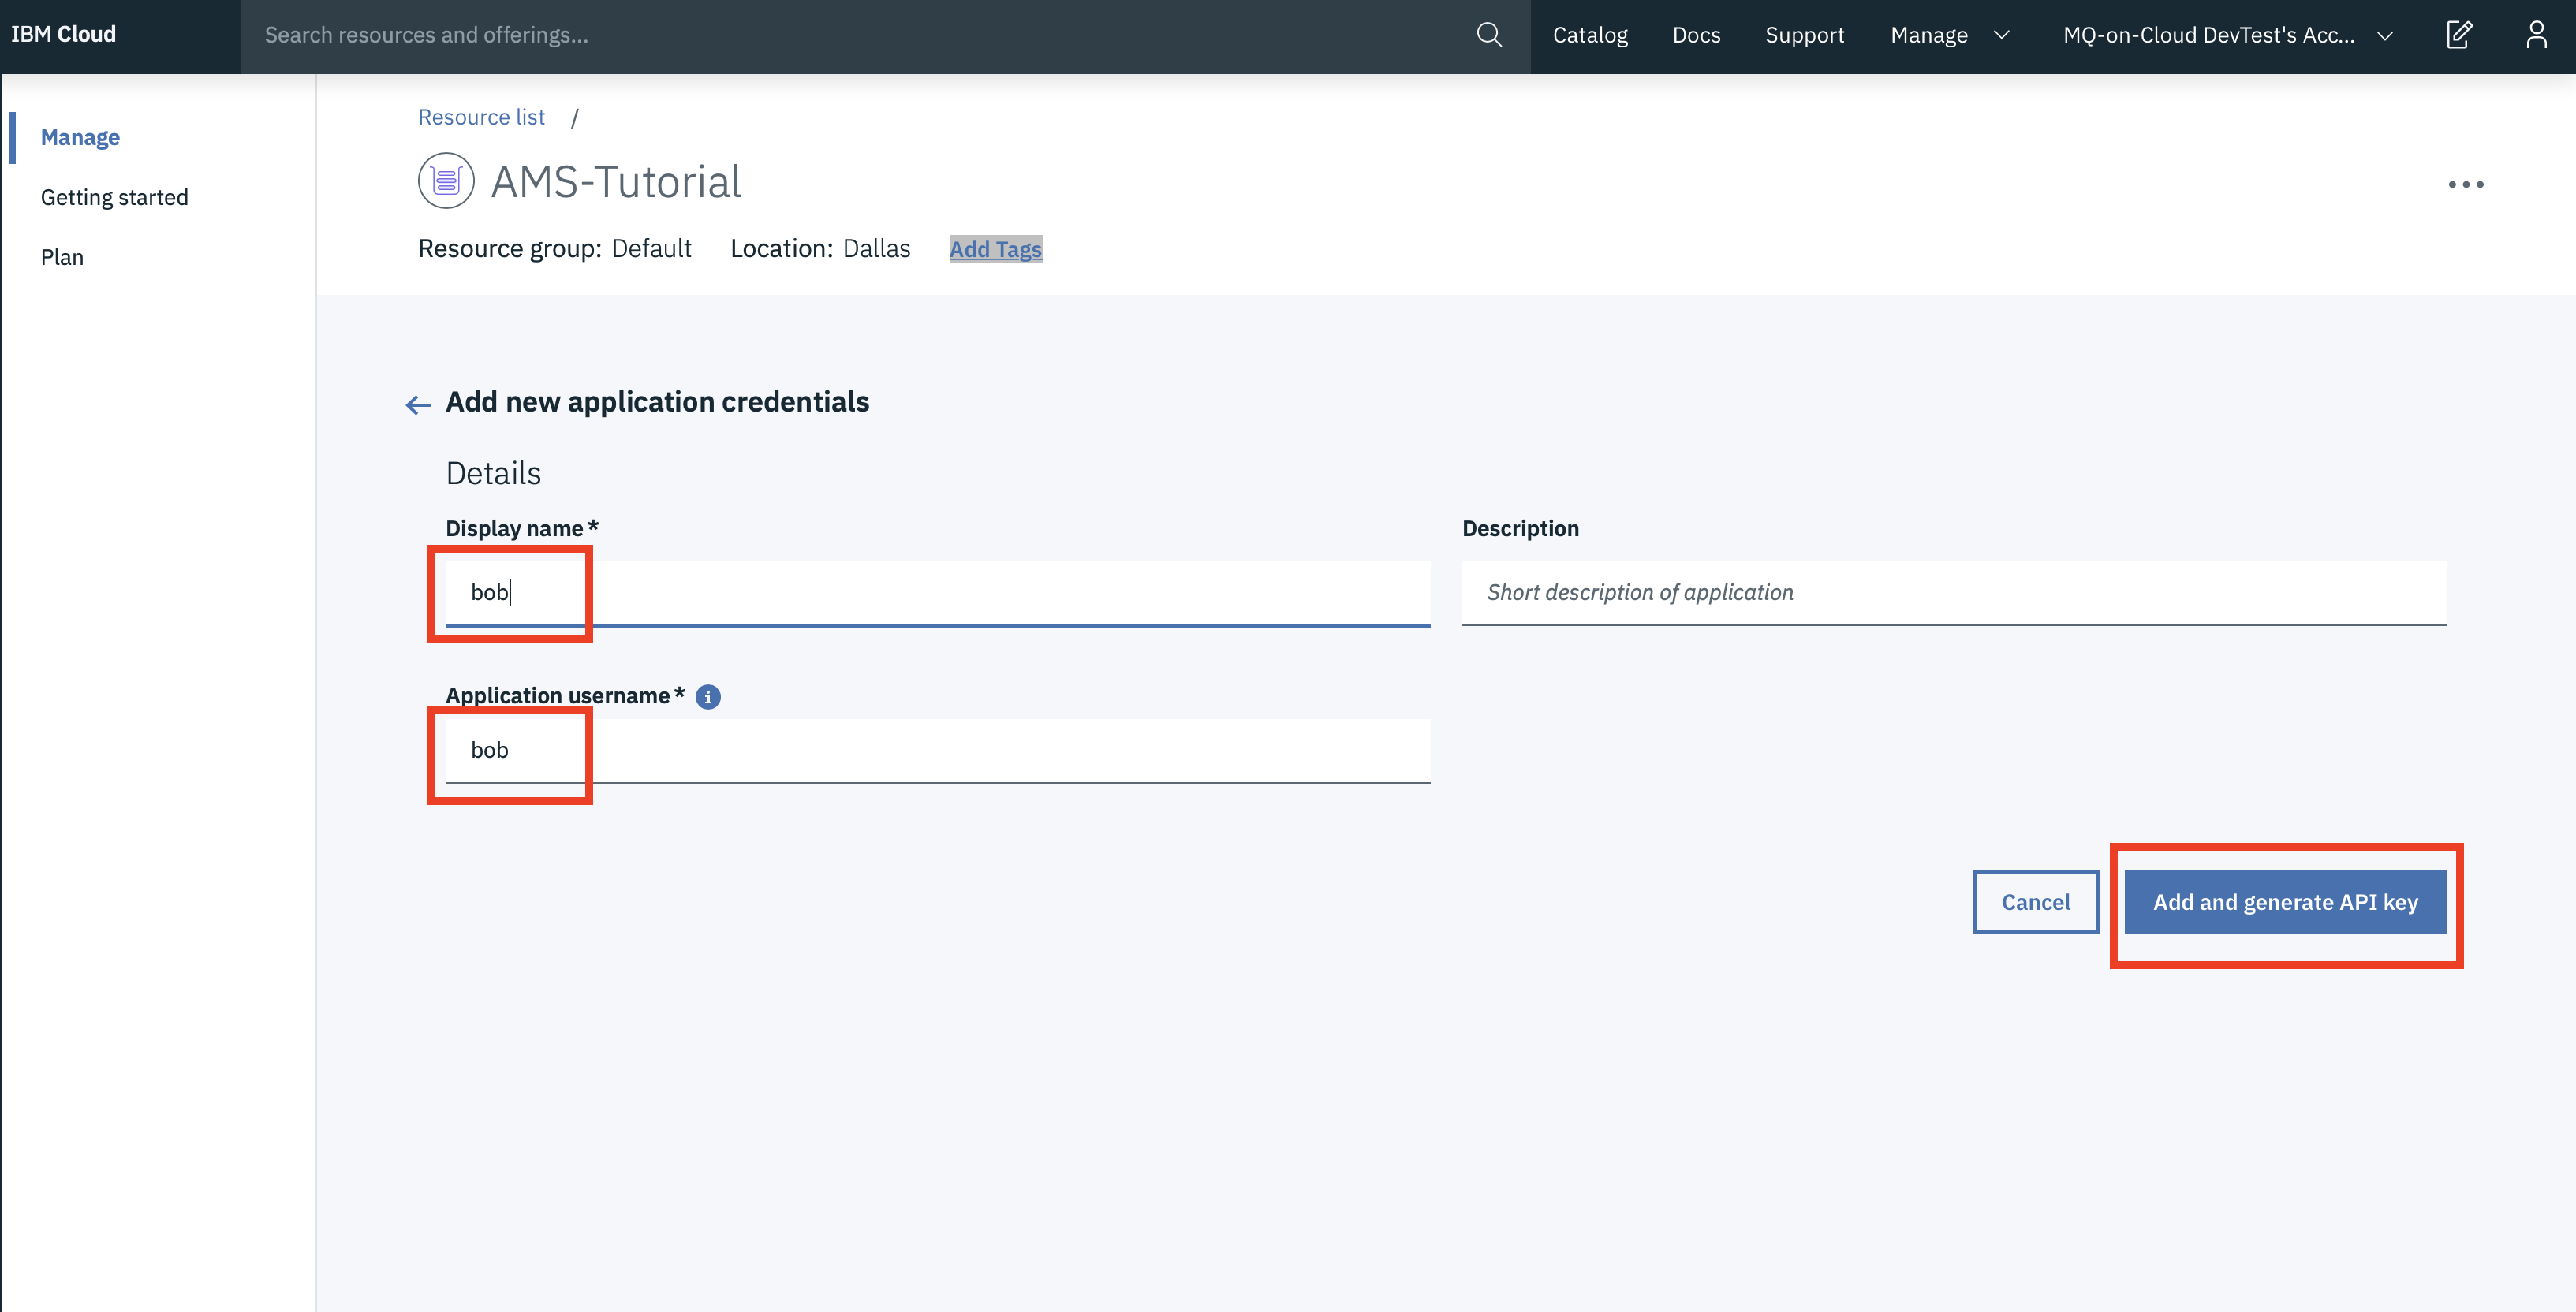 IBM Cloud
Search resources and offerings...
Catalog
Docs
Support
Manage
MQ-on-Cloud DevTest's Acc...
Manage
Getting started
Plan
Resource list /
AMS-Tutorial
Resource group: Default Location: Dallas Add Tags
Add new application credentials
Details
Display name*
Description
bob
Short description of application
Application username*
bob
Cancel
Add and generate API key